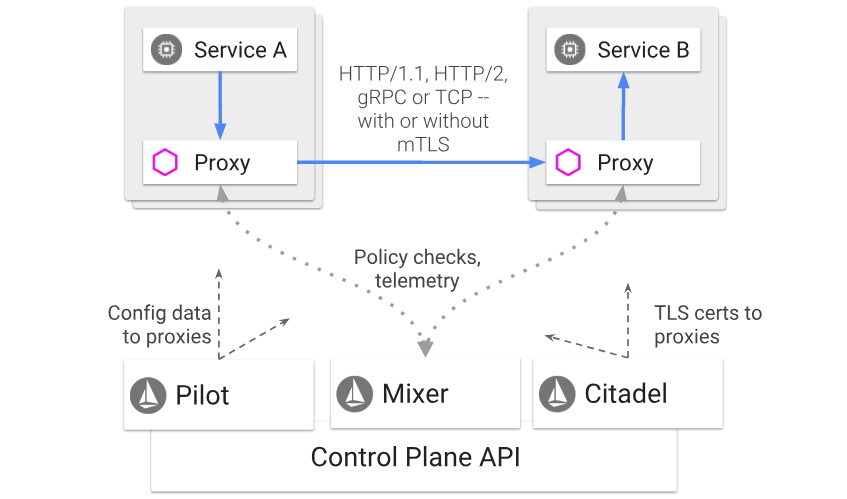 Service A
Service B
HTTP/1.1, HTTP/2,
gRPC or TCP --
with or without
mTLS
Proxy
Proxy
Policy checks,
telemetry
Config data
to proxies
TLS certs to
proxies
Pilot
Mixer
Citadel
Control Plane API